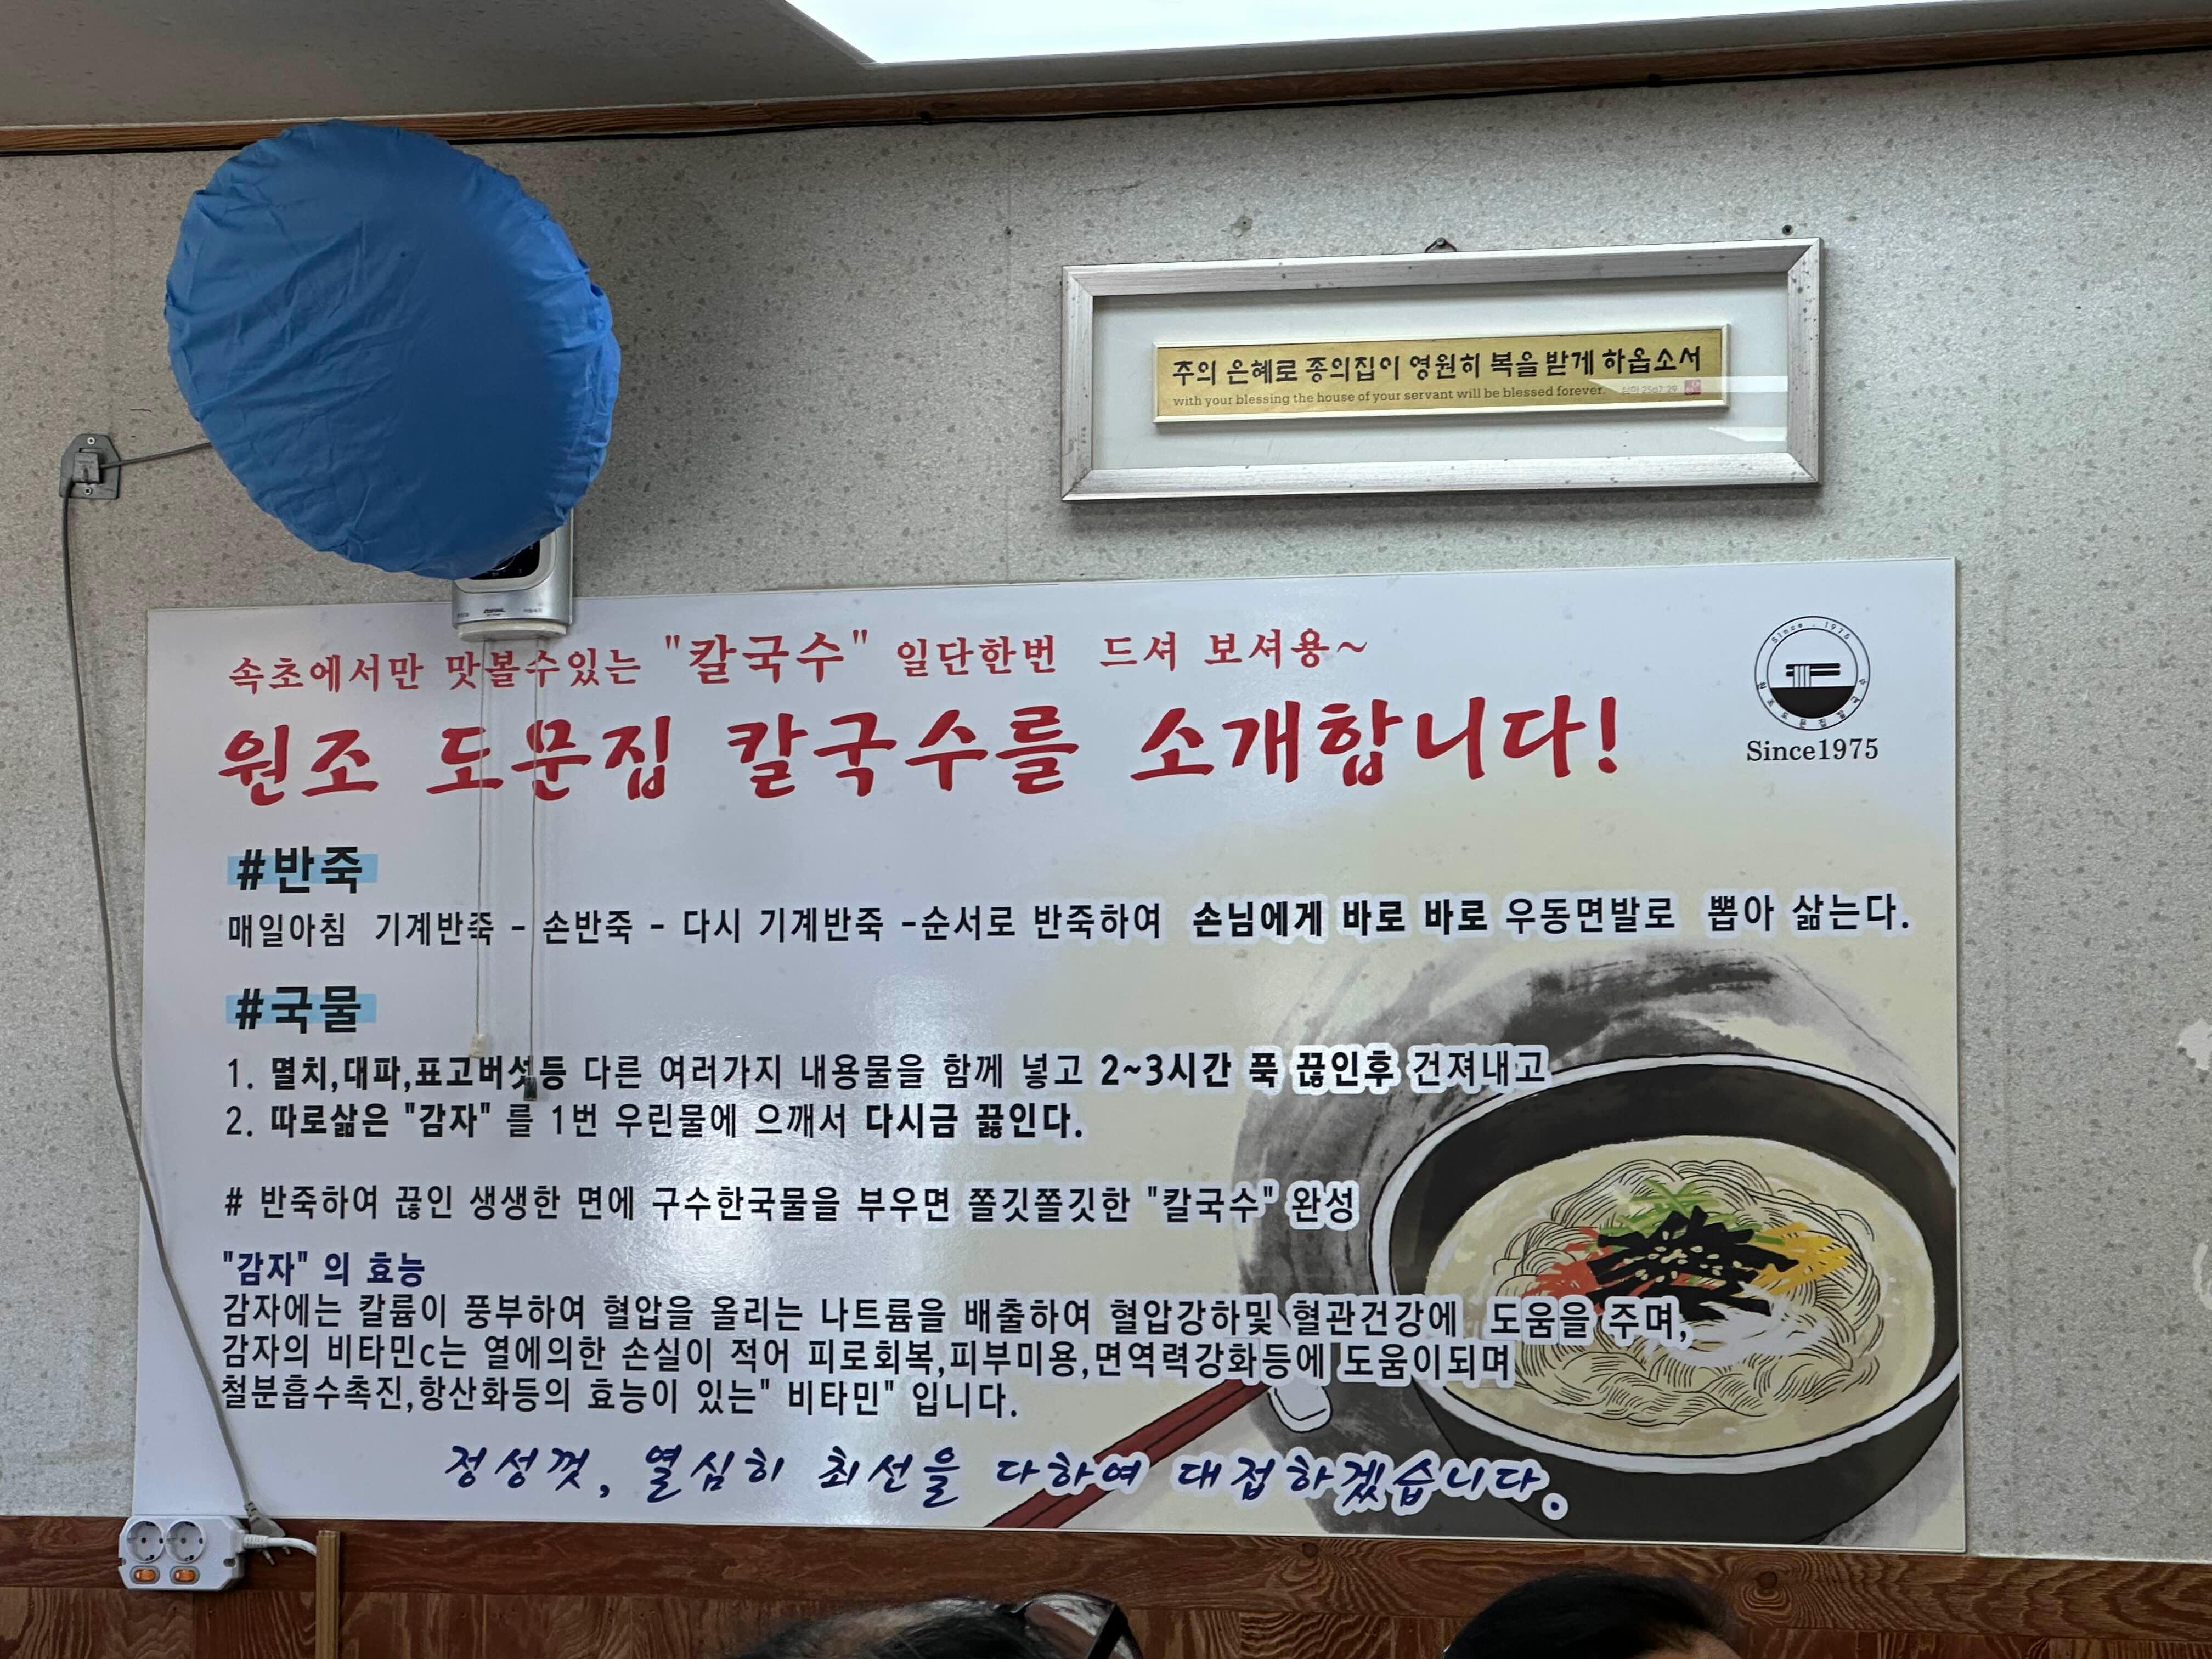 주의 은혜로 종의집이 영원히 복을 받게 하옵소서
with your blessing the house of your servant will be blessed forever.
속초에서만 맛볼수있는 "칼국수" 일단한번 드셔 보셔용~
원조 도문집 칼국수를 소개합니다!
Since . 1976
원조도문집칼국수
Since1975
#반죽
매일아침 기계반죽 - 손반죽 - 다시 기계반죽 -순서로 반죽하여 손님에게 바로 바로 우동면발로 뽑아 삶는다.
#국물
1. 멸치,대파,표고버섯등 다른 여러가지 내용물을 함께 넣고 2~3시간 푹 끊인후 건져내고
2. 따로삶은 "감자" 를 1번 우린물에 으깨서 다시금 끓인다.
# 반죽하여 끊인 생생한 면에 구수한국물을 부우면 쫄깃쫄깃한 "칼국수" 완성
"감자" 의 효능
감자에는 칼륨이 풍부하여 혈압을 올리는 나트륨을 배출하여 혈압강하및 혈관건강에 도움을 주며,
감자의 비타민c는 열에의한 손실이 적어 피로회복,피부미용,면역력강화등에 도움이되며
철분흡수촉진,항산화등의 효능이 있는" 비타민" 입니다.
정성껏, 열심히 최선을 다하여 대접하겠습니다.